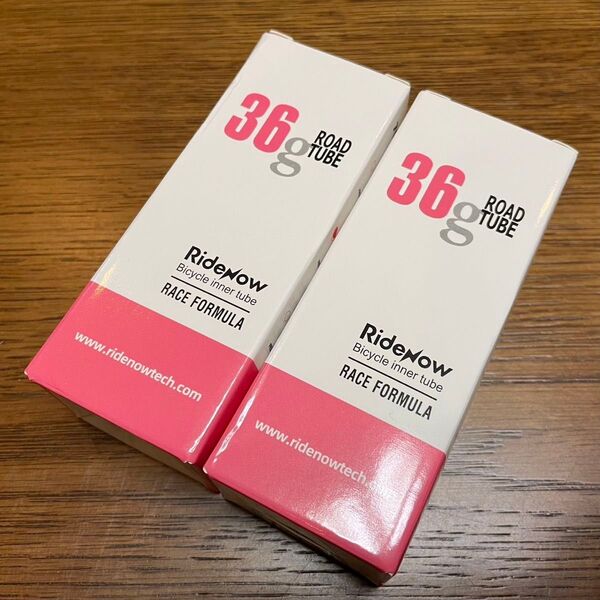 36g ROAD
TUBE
RideNow
Bicycle inner tube
RACE FORMULA
www.ridenowtech.com
36g ROAD
TUBE
RideNow
Bicycle inner tube
RACE FORMULA
www.ridenowtech.